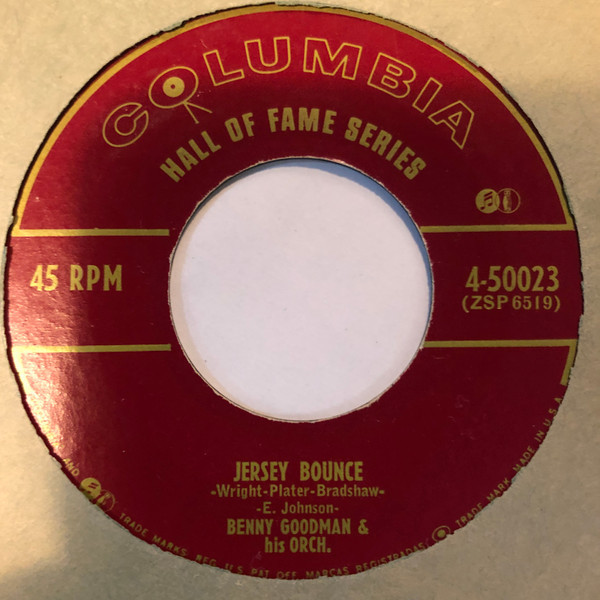 COLUMBIA
HALL OF FAME SERIES
45 RPM
4-50023
(ZSP 6519)
JERSEY BOUNCE
-Wright-Plater-Bradshaw-
-E. Johnson-
BENNY GOODMAN &
his ORCH.
AND TRADE MARKS REG. U.S. PAT. OFF. MARCAS REGISTRADAS. TRADE MARK. MADE IN U.S.A.